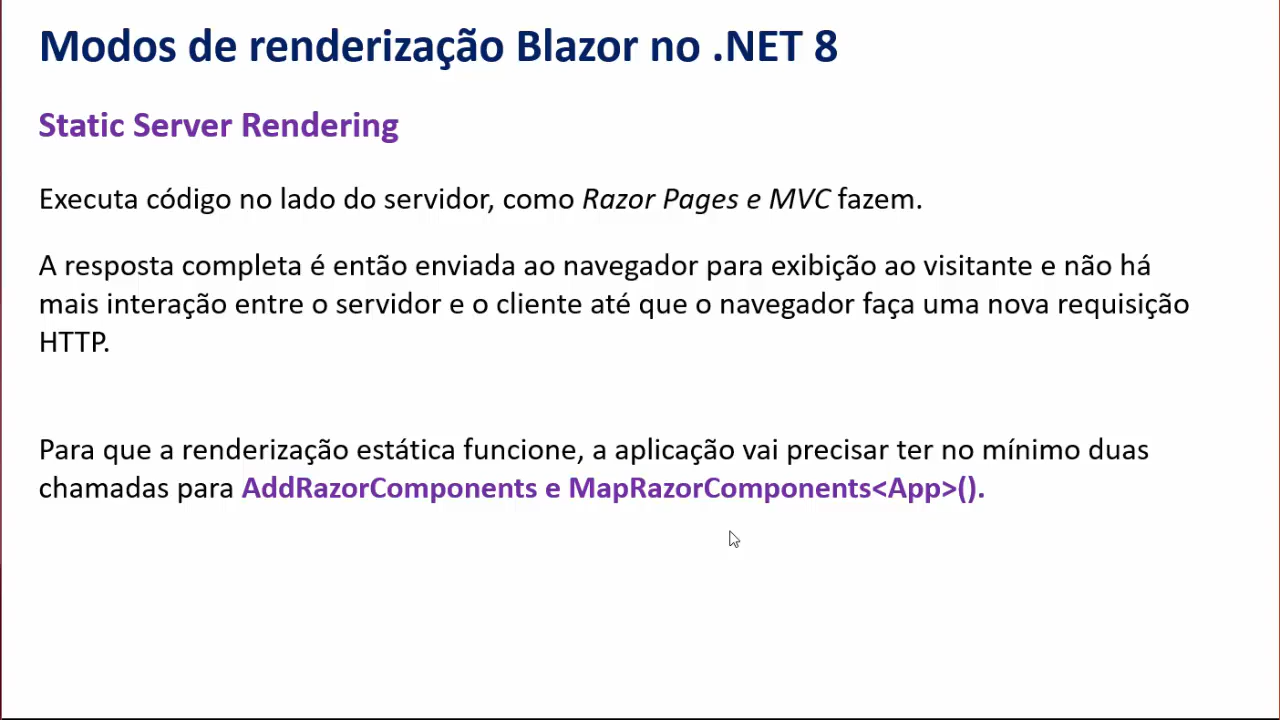 Modos de renderização Blazor no .NET 8
Static Server Rendering
Executa código no lado do servidor, como Razor Pages e MVC fazem.
A resposta completa é então enviada ao navegador para exibição ao visitante e não há
mais interação entre o servidor e o cliente até que o navegador faça uma nova requisição
HTTP.
Para que a renderização estática funcione, a aplicação vai precisar ter no mínimo duas
chamadas para AddRazorComponents e MapRazorComponents<App>().